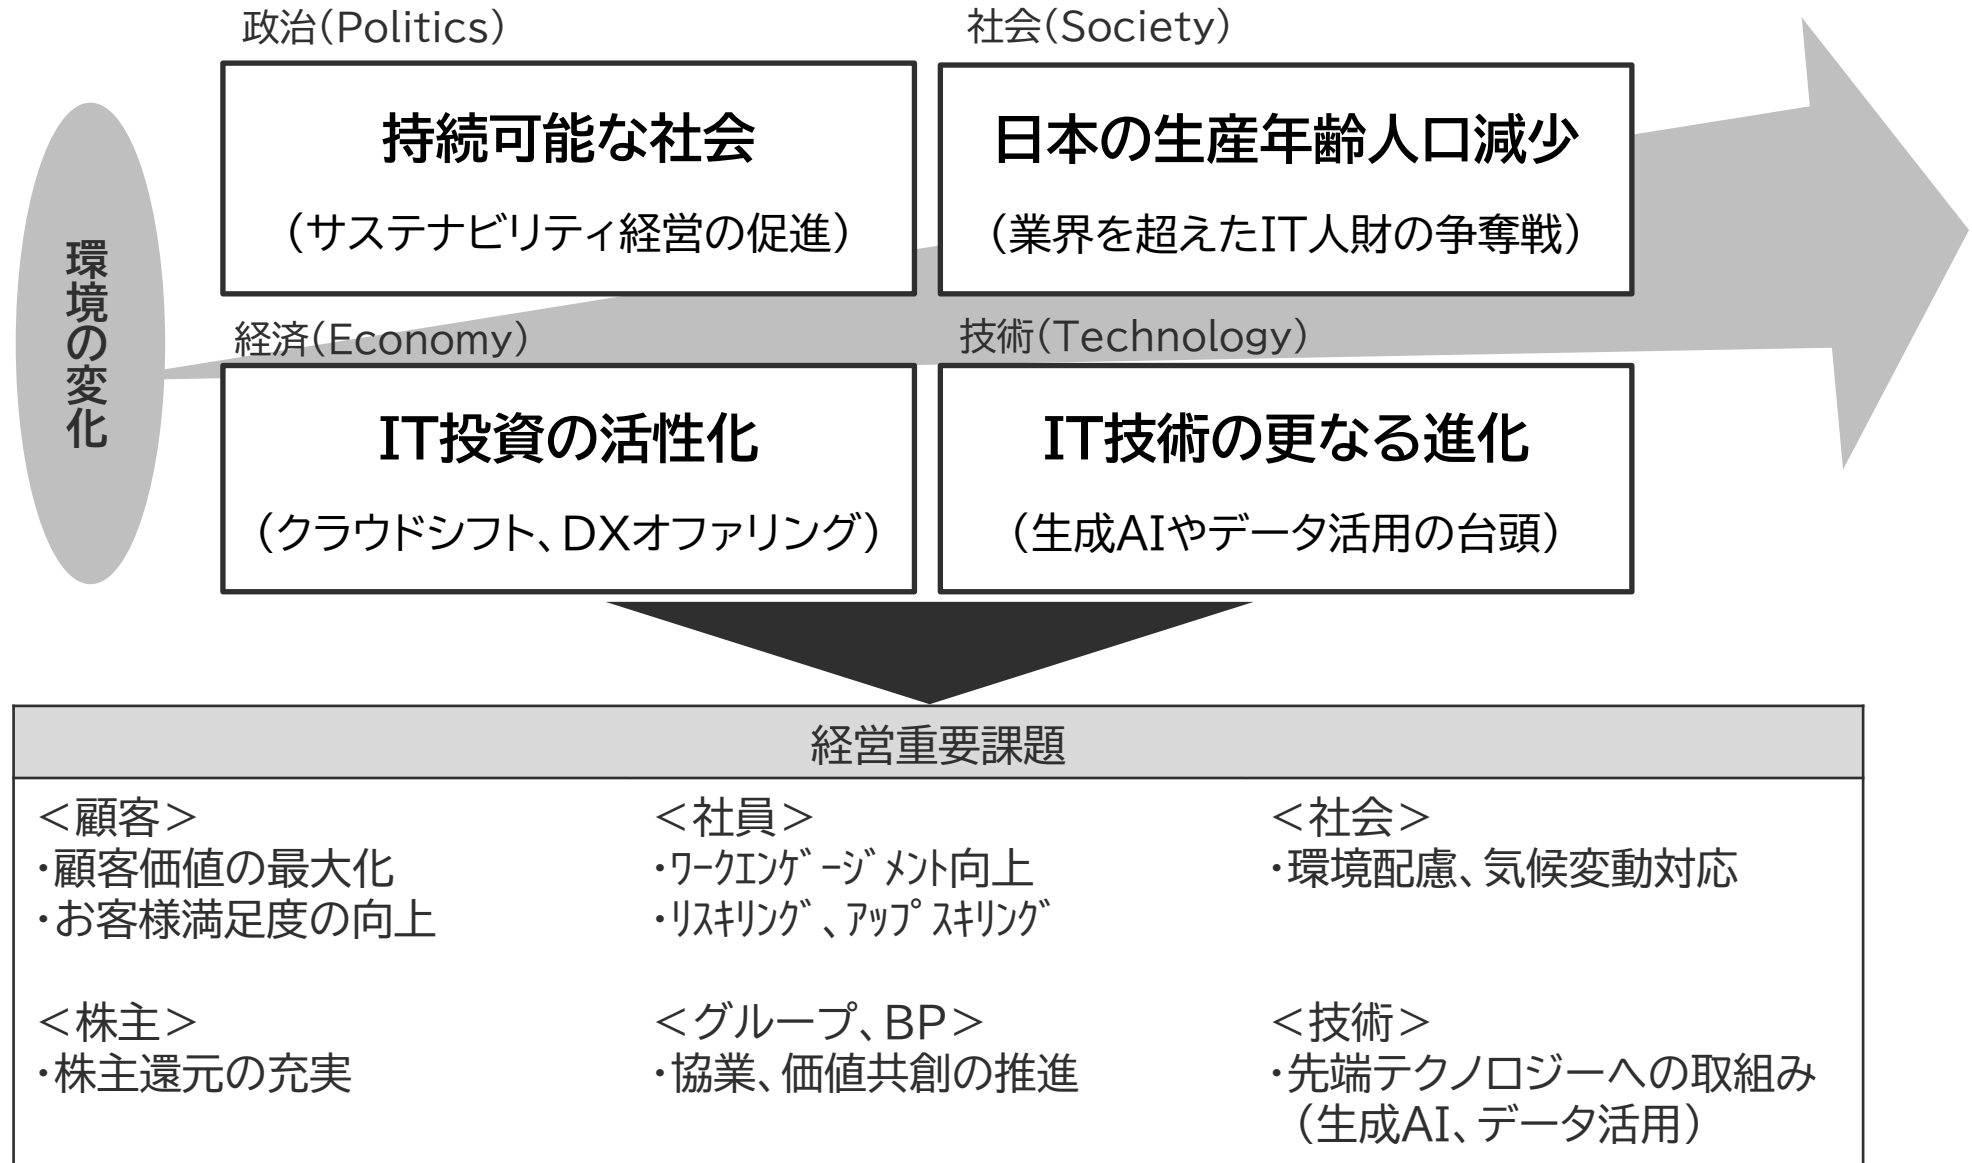 政治(Politics)
社会(Society)
持続可能な社会
(サステナビリティ経営の促進)
日本の生産年齢人口減少
(業界を超えたIT人財の争奪戦)
環境の変化
経済(Economy)
技術(Technology)
IT投資の活性化
(クラウドシフト、DXオファリング)
IT技術の更なる進化
(生成AIやデータ活用の台頭)
経営重要課題
＜顧客＞
・顧客価値の最大化
・お客様満足度の向上
＜社員＞
・ﾜｰｸｴﾝｹﾞｰｼﾞﾒﾝﾄ向上
・ﾘｽｷﾘﾝｸﾞ、ｱｯﾌﾟｽｷﾘﾝｸﾞ
＜社会＞
・環境配慮、気候変動対応
＜株主＞
・株主還元の充実
＜グループ、BP＞
・協業、価値共創の推進
＜技術＞
・先端テクノロジーへの取組み
(生成AI、データ活用)